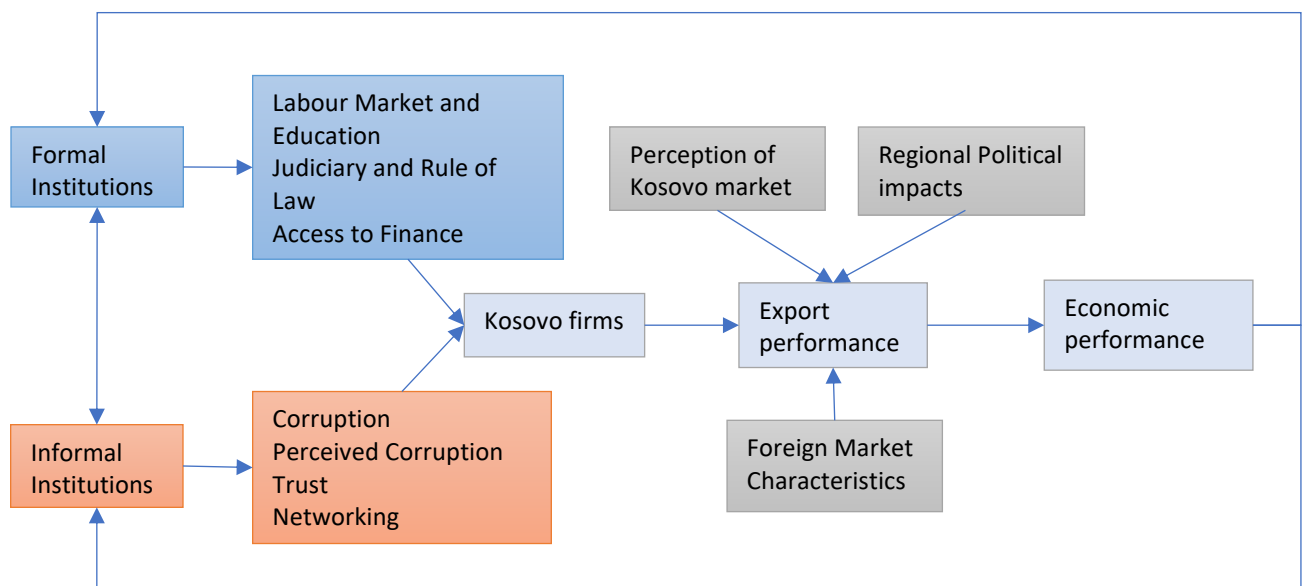 Formal
Institutions
Labour Market and
Education
Judiciary and Rule of
Law
Access to Finance
Perception of
Kosovo market
Regional Political
impacts
Kosovo firms
Export
performance
Economic
performance
Informal
Institutions
Corruption
Perceived Corruption
Trust
Networking
Foreign Market
Characteristics